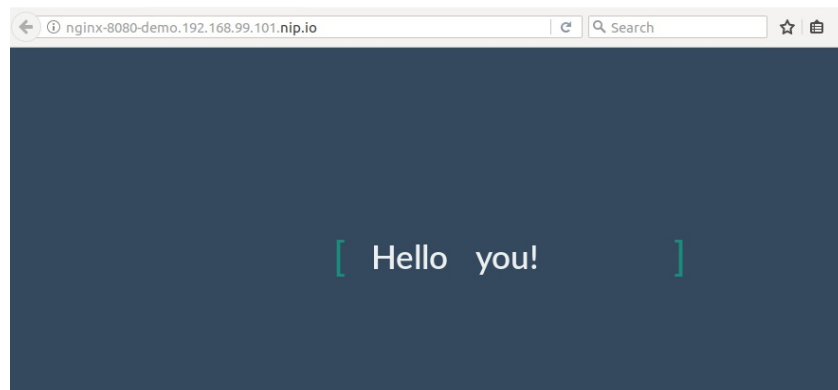 nginx-8080-demo.192.168.99.101.nip.io Search
[ Hello you! ]